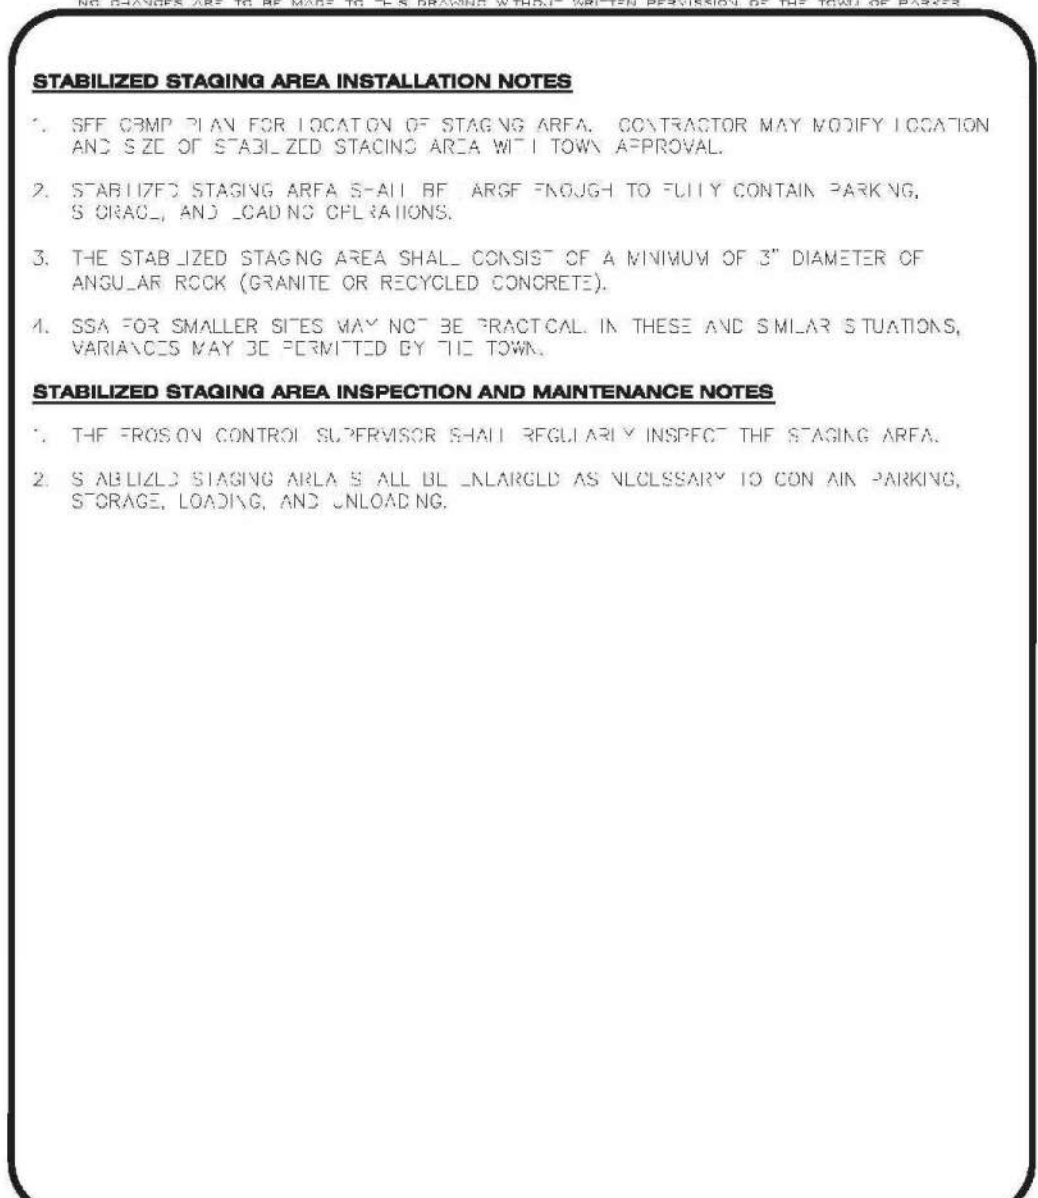 NO CHANGES ARE TO BE MADE TO THIS DRAWING WITHOUT WRITTEN PERMISSION OF THE TOWN OF PARKER
STABILIZED STAGING AREA INSTALLATION NOTES
1. SEE CBMP PLAN FOR LOCATION OF STAGING AREA. CONTRACTOR MAY MODIFY LOCATION
AND SIZE OF STABILIZED STAGING AREA WITH TOWN APPROVAL.
2. STABILIZED STAGING AREA SHALL BE LARGE ENOUGH TO FULLY CONTAIN PARKING,
STORAGE, AND LOADING OPERATIONS.
3. THE STABILIZED STAGING AREA SHALL CONSIST OF A MINIMUM OF 3" DIAMETER OF
ANGULAR ROCK (GRANITE OR RECYCLED CONCRETE).
4. SSA FOR SMALLER SITES MAY NOT BE PRACTICAL. IN THESE AND SIMILAR SITUATIONS,
VARIANCES MAY BE PERMITTED BY THE TOWN.
STABILIZED STAGING AREA INSPECTION AND MAINTENANCE NOTES
1. THE EROSION CONTROL SUPERVISOR SHALL REGULARLY INSPECT THE STAGING AREA.
2. STABILIZED STAGING AREA SHALL BE ENLARGED AS NECESSARY TO CONTAIN PARKING,
STORAGE, LOADING, AND UNLOADING.